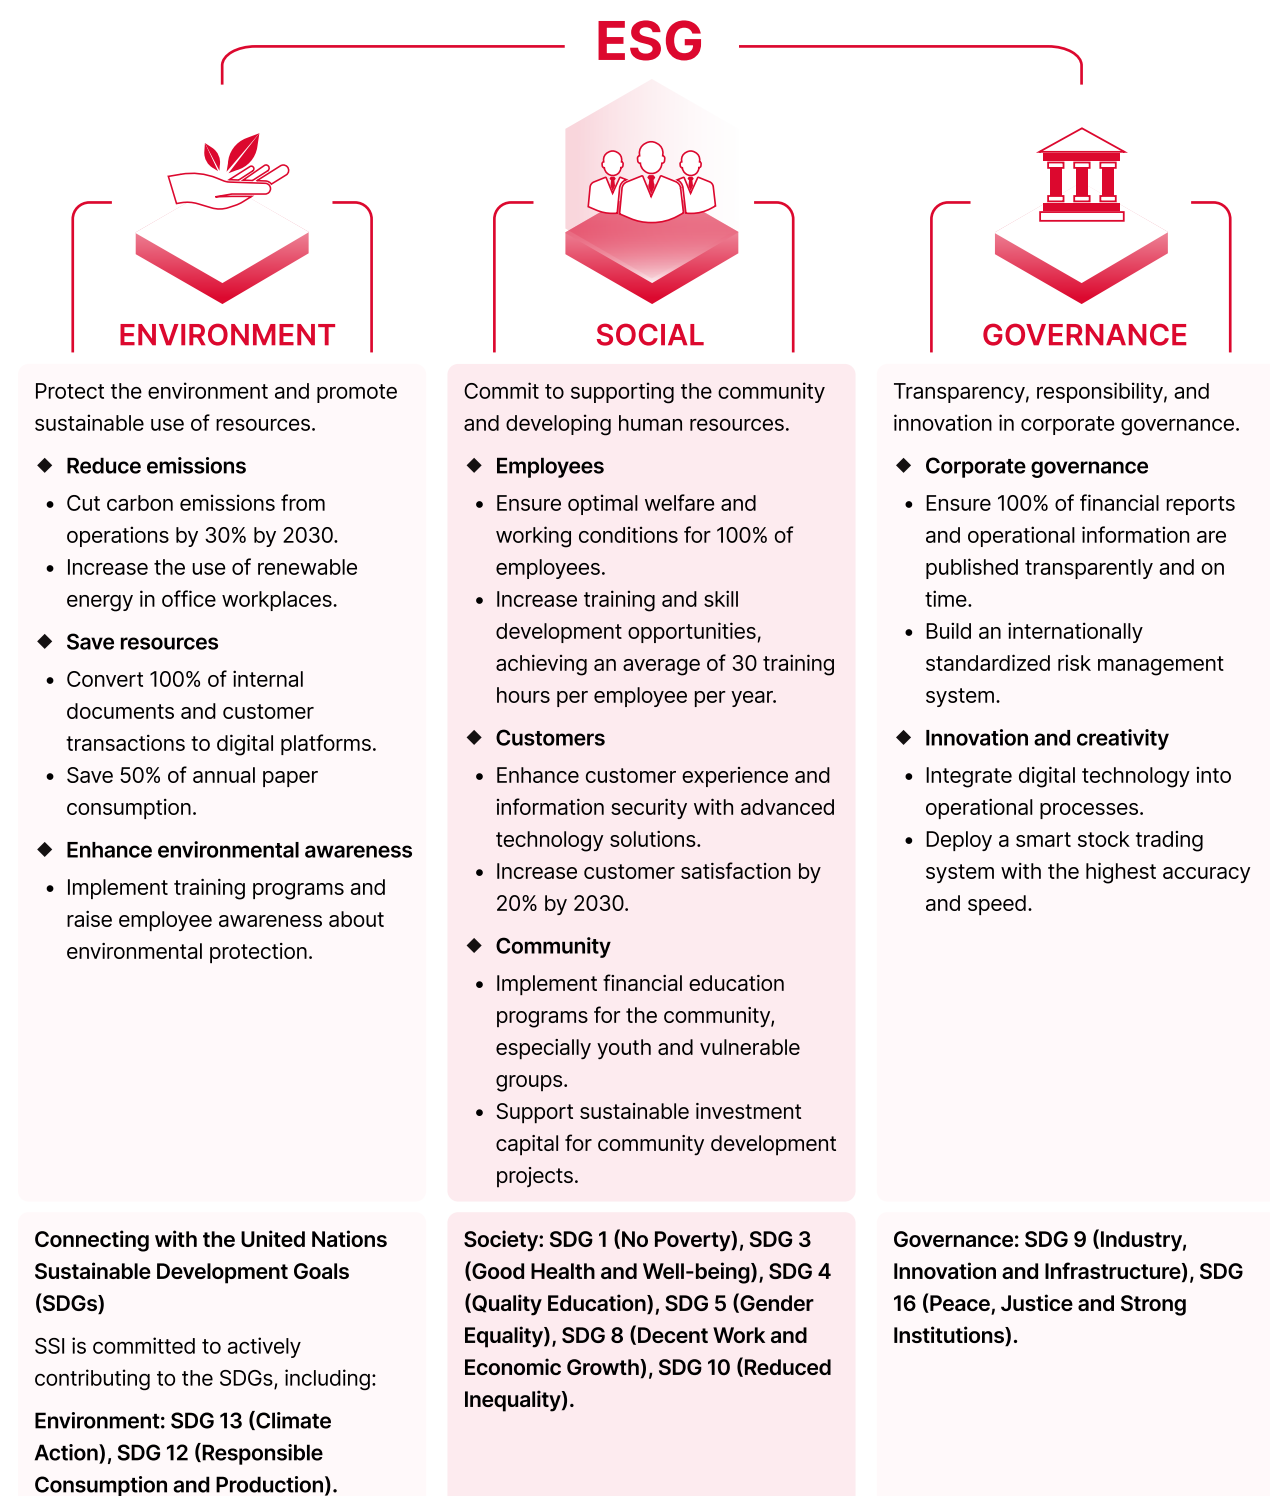 ESG
ENVIRONMENT
Protect the environment and promote
sustainable use of resources.
◆ Reduce emissions
• Cut carbon emissions from
operations by 30% by 2030.
• Increase the use of renewable
energy in office workplaces.
◆ Save resources
• Convert 100% of internal
documents and customer
transactions to digital platforms.
• Save 50% of annual paper
consumption.
◆ Enhance environmental awareness
• Implement training programs and
raise employee awareness about
environmental protection.
SOCIAL
Commit to supporting the community
and developing human resources.
◆ Employees
• Ensure optimal welfare and
working conditions for 100% of
employees.
• Increase training and skill
development opportunities,
achieving an average of 30 training
hours per employee per year.
◆ Customers
• Enhance customer experience and
information security with advanced
technology solutions.
• Increase customer satisfaction by
20% by 2030.
◆ Community
• Implement financial education
programs for the community,
especially youth and vulnerable
groups.
• Support sustainable investment
capital for community development
projects.
GOVERNANCE
Transparency, responsibility, and
innovation in corporate governance.
◆ Corporate governance
• Ensure 100% of financial reports
and operational information are
published transparently and on
time.
• Build an internationally
standardized risk management
system.
◆ Innovation and creativity
• Integrate digital technology into
operational processes.
• Deploy a smart stock trading
system with the highest accuracy
and speed.
Connecting with the United Nations
Sustainable Development Goals
(SDGs)
SSI is committed to actively
contributing to the SDGs, including:
Environment: SDG 13 (Climate
Action), SDG 12 (Responsible
Consumption and Production).
Society: SDG 1 (No Poverty), SDG 3
(Good Health and Well-being), SDG 4
(Quality Education), SDG 5 (Gender
Equality), SDG 8 (Decent Work and
Economic Growth), SDG 10 (Reduced
Inequality).
Governance: SDG 9 (Industry,
Innovation and Infrastructure), SDG
16 (Peace, Justice and Strong
Institutions).